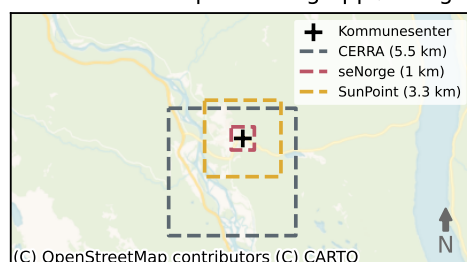 Kommunesenter
CERRA (5.5 km)
seNorge (1 km)
SunPoint (3.3 km)
N
(C) OpenStreetMap contributors (C) CARTO